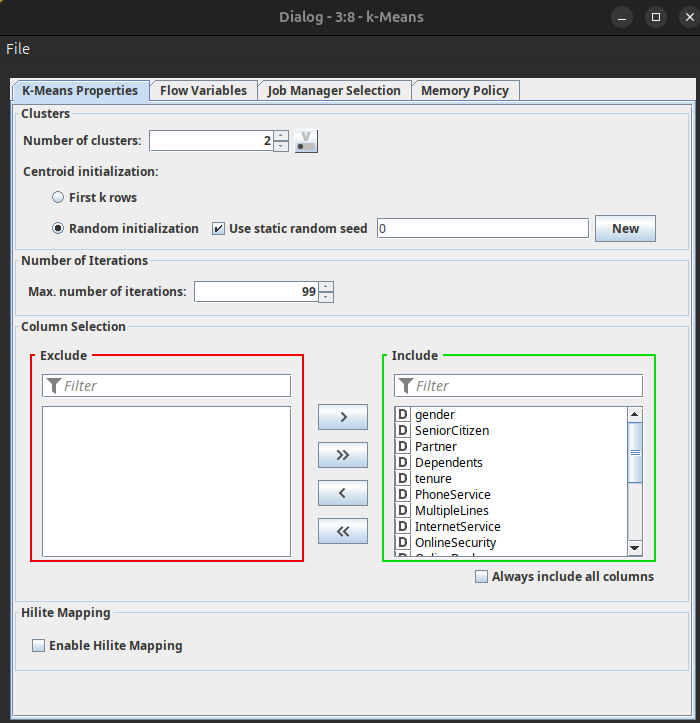 Dialog - 3:8 - k-Means
File
K-Means Properties Flow Variables Job Manager Selection Memory Policy
Clusters
Number of clusters: 2 V
Centroid initialization:
First k rows
Random initialization Use static random seed 0 New
Number of Iterations
Max. number of iterations: 99
Column Selection
Exclude Include
Filter Filter
D gender
D SeniorCitizen
D Partner
D Dependents
D tenure
D PhoneService
D MultipleLines
D InternetService
D OnlineSecurity
Always include all columns
Hilite Mapping
Enable Hilite Mapping